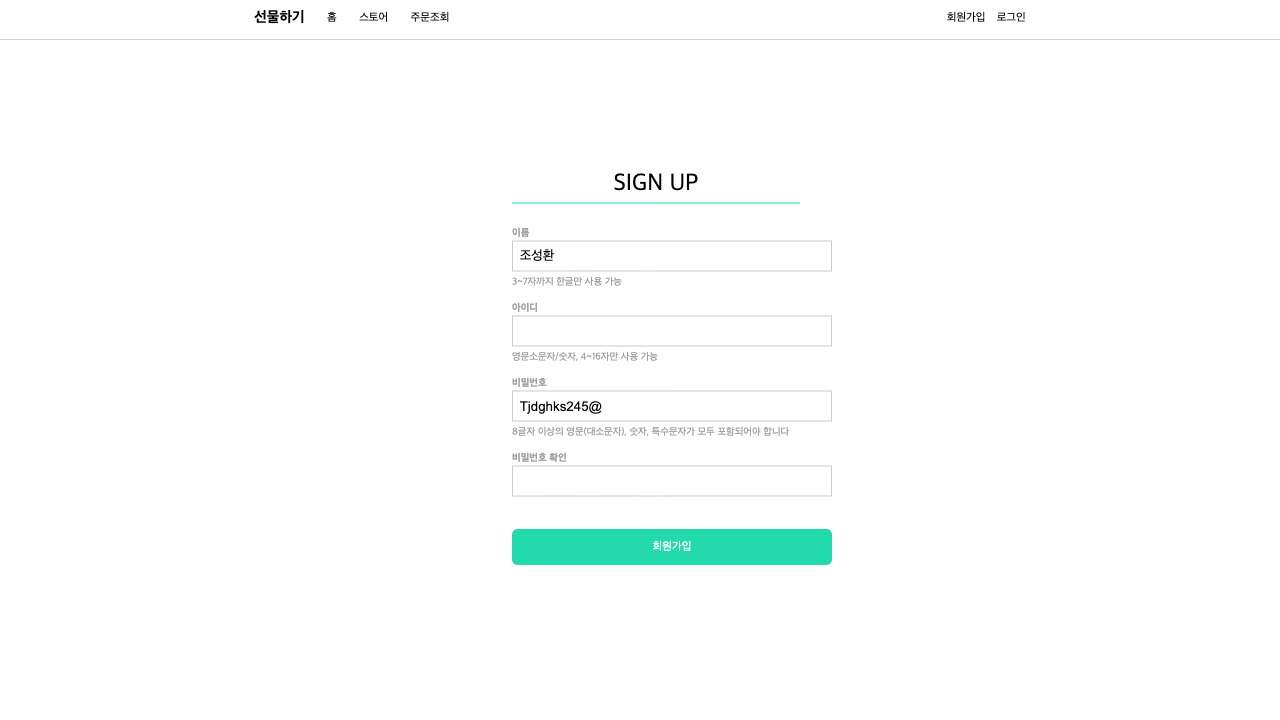 선물하기 홈 스토어 주문조회 회원가입 로그인
SIGN UP
이름
조성환
3~7자까지 한글만 사용 가능
아이디
영문소문자/숫자, 4~16자만 사용 가능
비밀번호
Tjdghks245@
8글자 이상의 영문(대소문자), 숫자, 특수문자가 모두 포함되어야 합니다
비밀번호 확인
회원가입